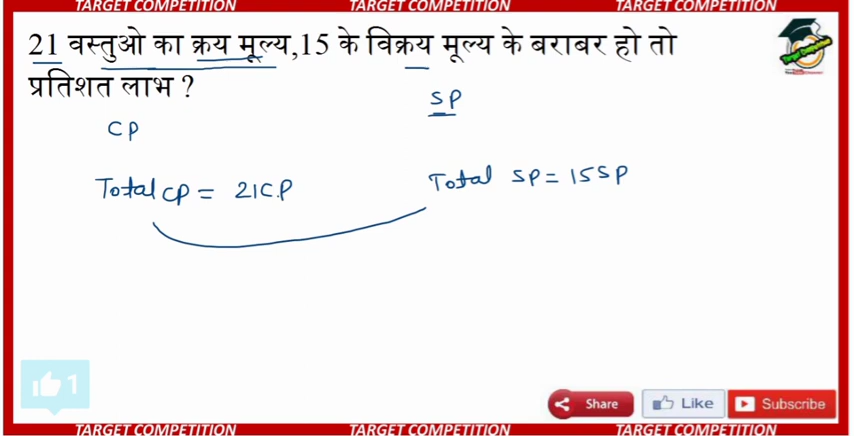 TARGET COMPETITION TARGET COMPETITION TARGET COMPETITION
21 वस्तुओ का क्रय मूल्य,15 के विक्रय मूल्य के बराबर हो तो
प्रतिशत लाभ ?
SP
CP
Total CP = 21C.P
Total SP = 15SP
1
Share Like Subscribe
TARGET COMPETITION TARGET COMPETITION TARGET COMPETITION